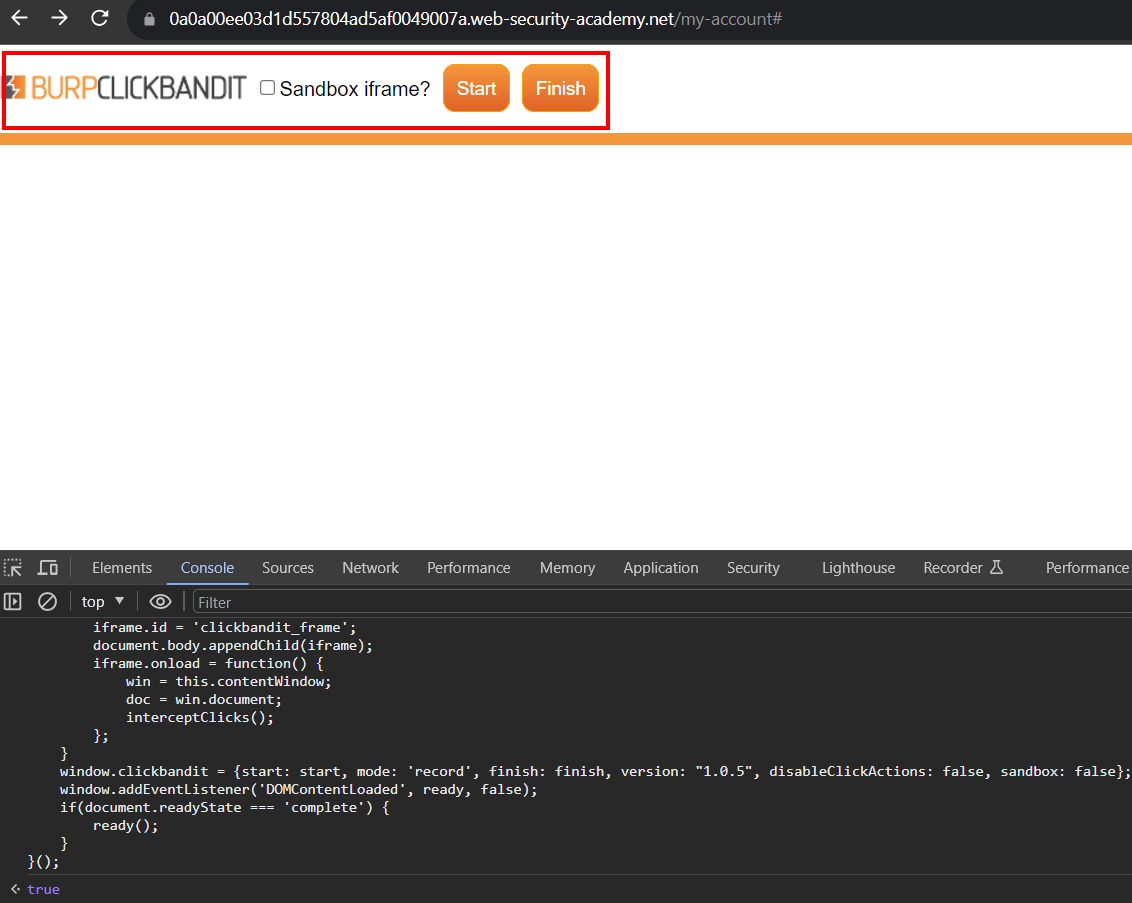 0a0a00ee03d1d557804ad5af0049007a.web-security-academy.net/my-account#
BURPCLICKBANDIT Sandbox iframe? Start Finish
Elements Console Sources Network Performance Memory Application Security Lighthouse Recorder Performance
top Filter
iframe.id = 'clickbandit_frame';
document.body.appendChild(iframe);
iframe.onload = function() {
win = this.contentWindow;
doc = win.document;
interceptClicks();
};
}
window.clickbandit = {start: start, mode: 'record', finish: finish, version: "1.0.5", disableClickActions: false, sandbox: false};
window.addEventListener('DOMContentLoaded', ready, false);
if(document.readyState === 'complete') {
ready();
}
}();
true